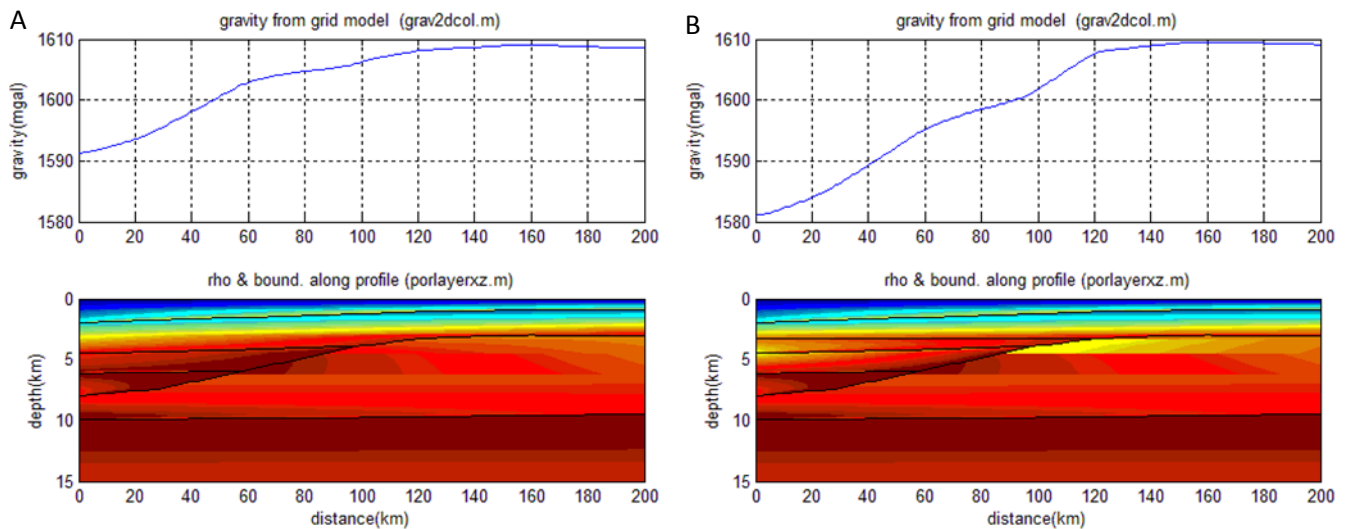 A
gravity from grid model (grav2dcol.m)
1610
1600
1590
1580
gravity(mgal)
0 20 40 60 80 100 120 140 160 180 200
rho & bound. along profile (porlayerxz.m)
0
5
10
15
depth(km)
0 20 40 60 80 100 120 140 160 180 200
distance(km)
B
gravity from grid model (grav2dcol.m)
1610
1600
1590
1580
gravity(mgal)
0 20 40 60 80 100 120 140 160 180 200
rho & bound. along profile (porlayerxz.m)
0
5
10
15
depth(km)
0 20 40 60 80 100 120 140 160 180 200
distance(km)